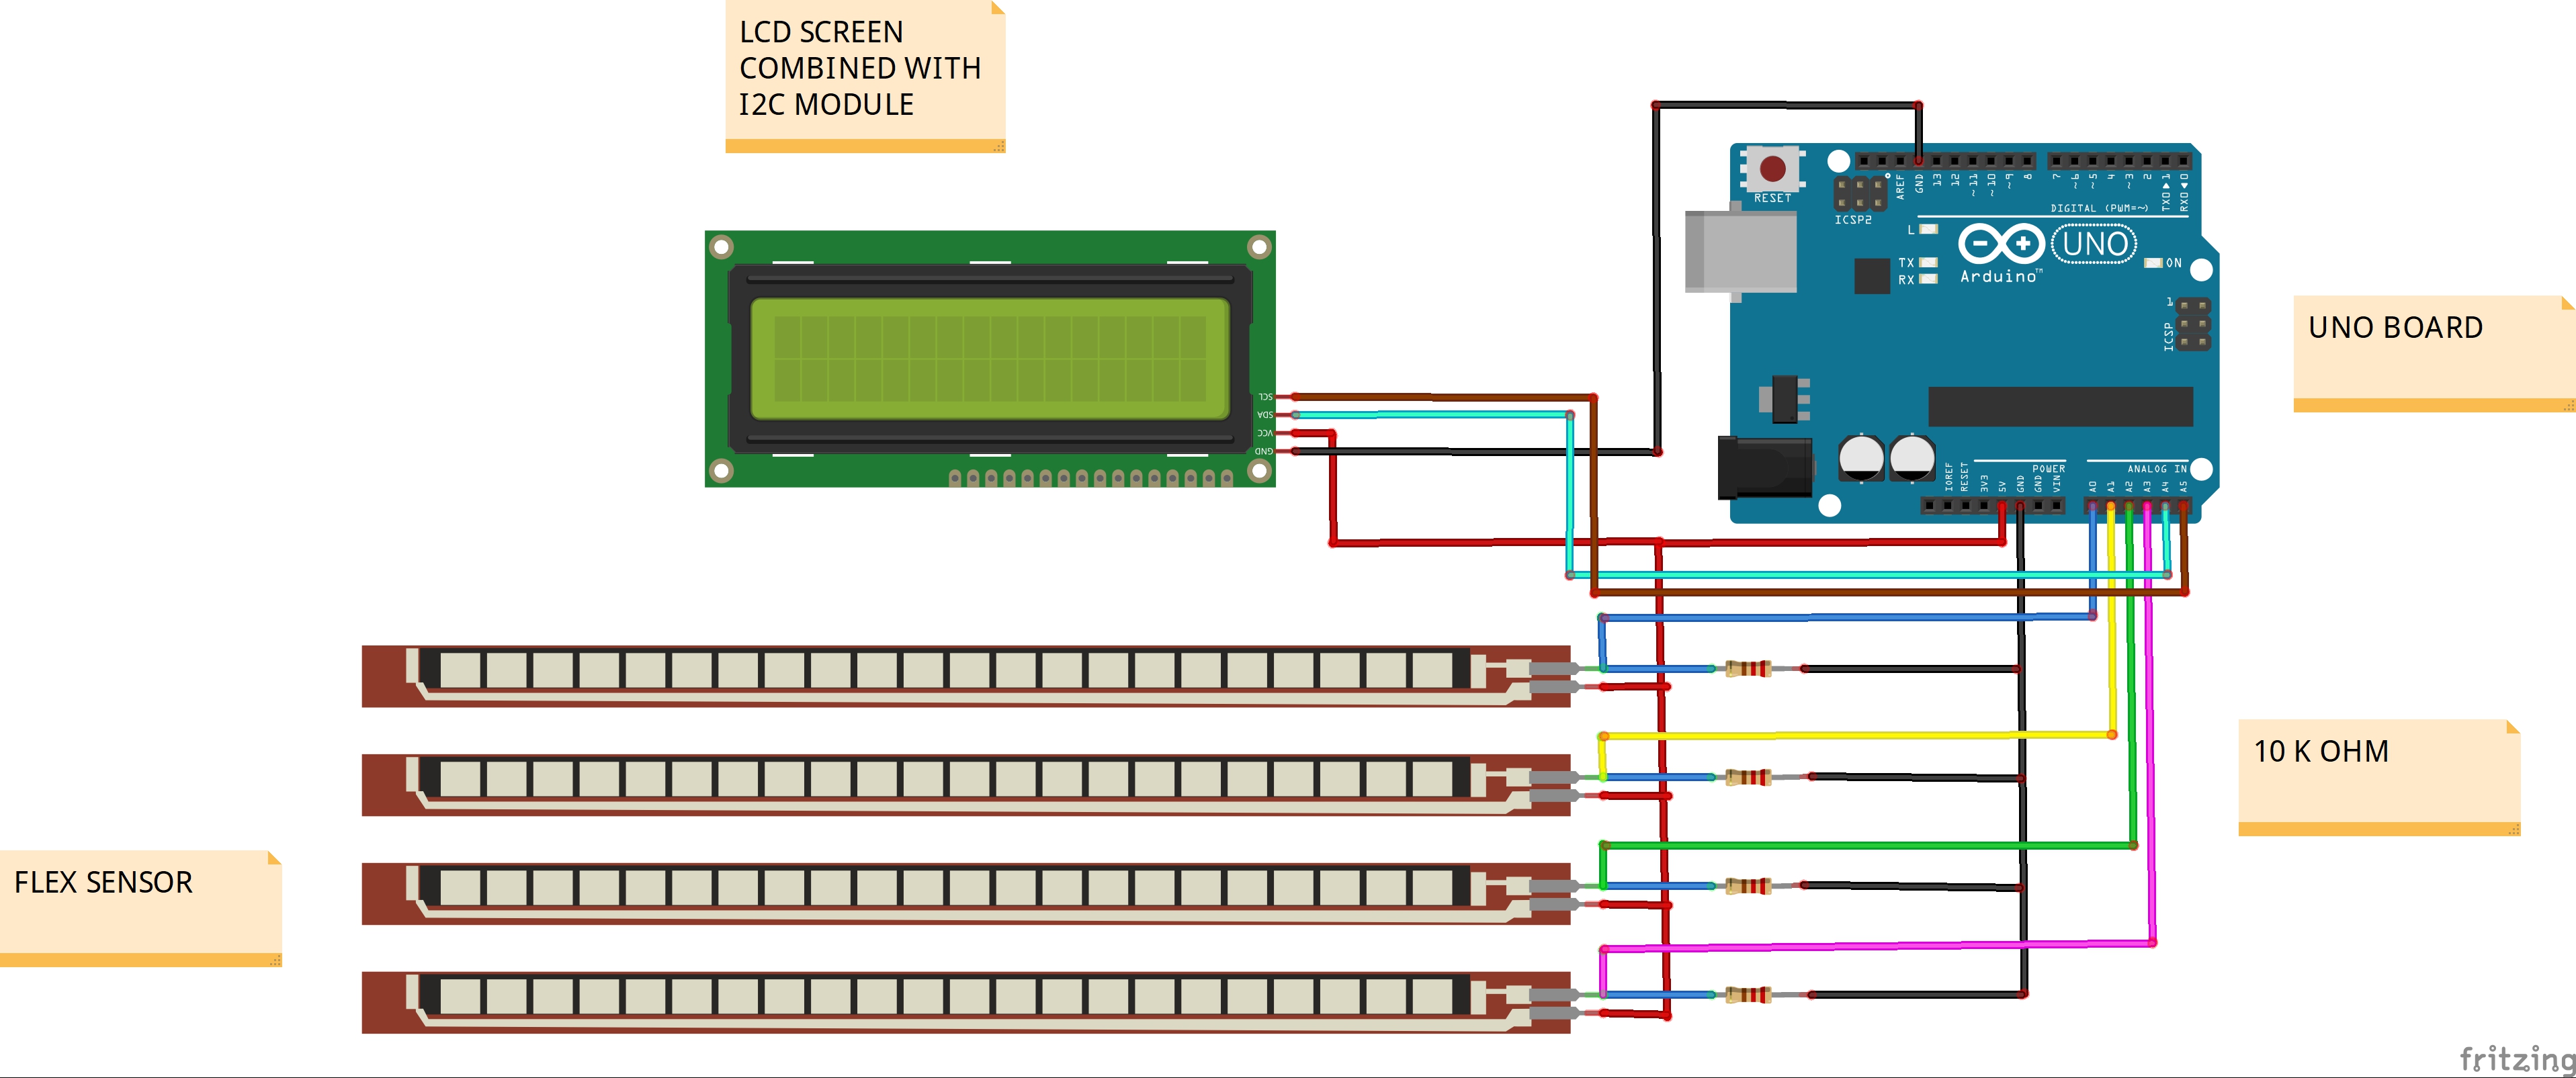 LCD SCREEN
COMBINED WITH
I2C MODULE
RESET
ICSP2
AREF
GND
13
12
~11
~10
~9
8
7
~6
~5
4
~3
2
TX0▶1
RX0◀0
DIGITAL (PWM=~)
L
TX
RX
UNO
Arduino™
ON
1
ICSP
UNO BOARD
SCL
SDA
VCC
GND
POWER
ANALOG IN
IOREF
RESET
3V3
5V
GND
GND
VIN
A0
A1
A2
A3
A4
A5
10 K OHM
FLEX SENSOR
fritzing